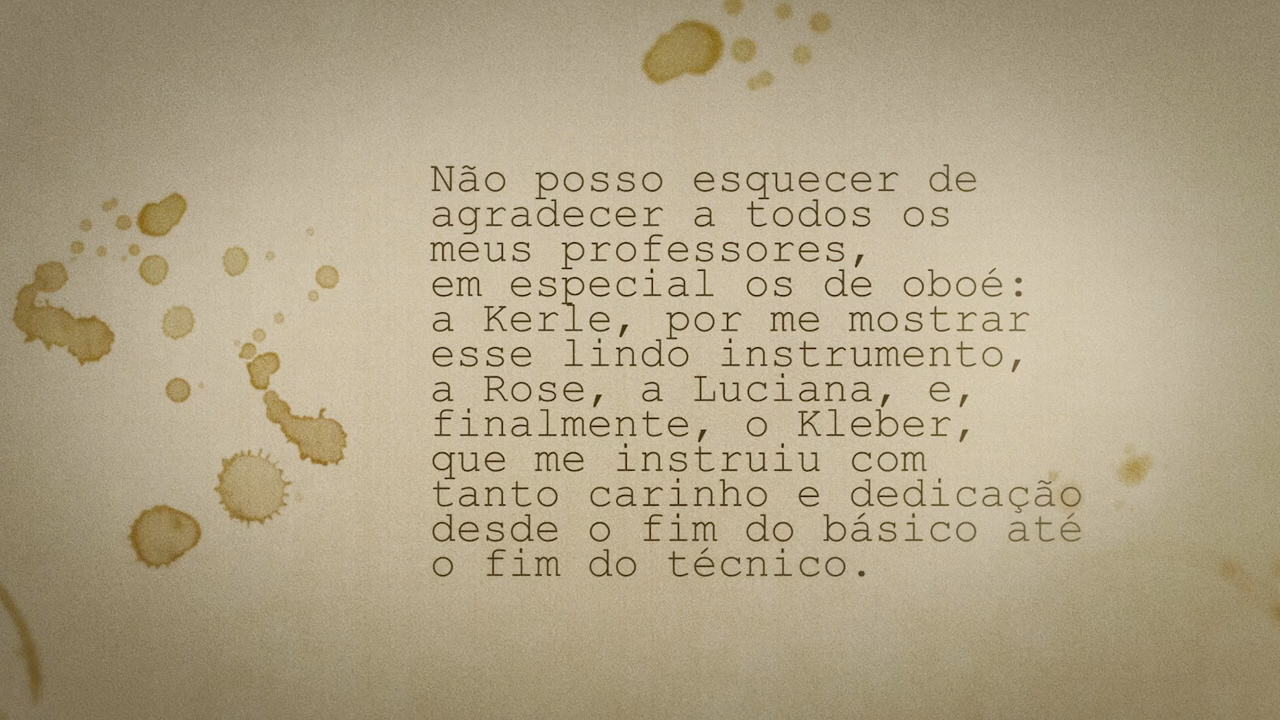 Não posso esquecer de
agradecer a todos os
meus professores,
em especial os de oboé:
a Kerle, por me mostrar
esse lindo instrumento,
a Rose, a Luciana, e,
finalmente, o Kleber,
que me instruiu com
tanto carinho e dedicação
desde o fim do básico até
o fim do técnico.